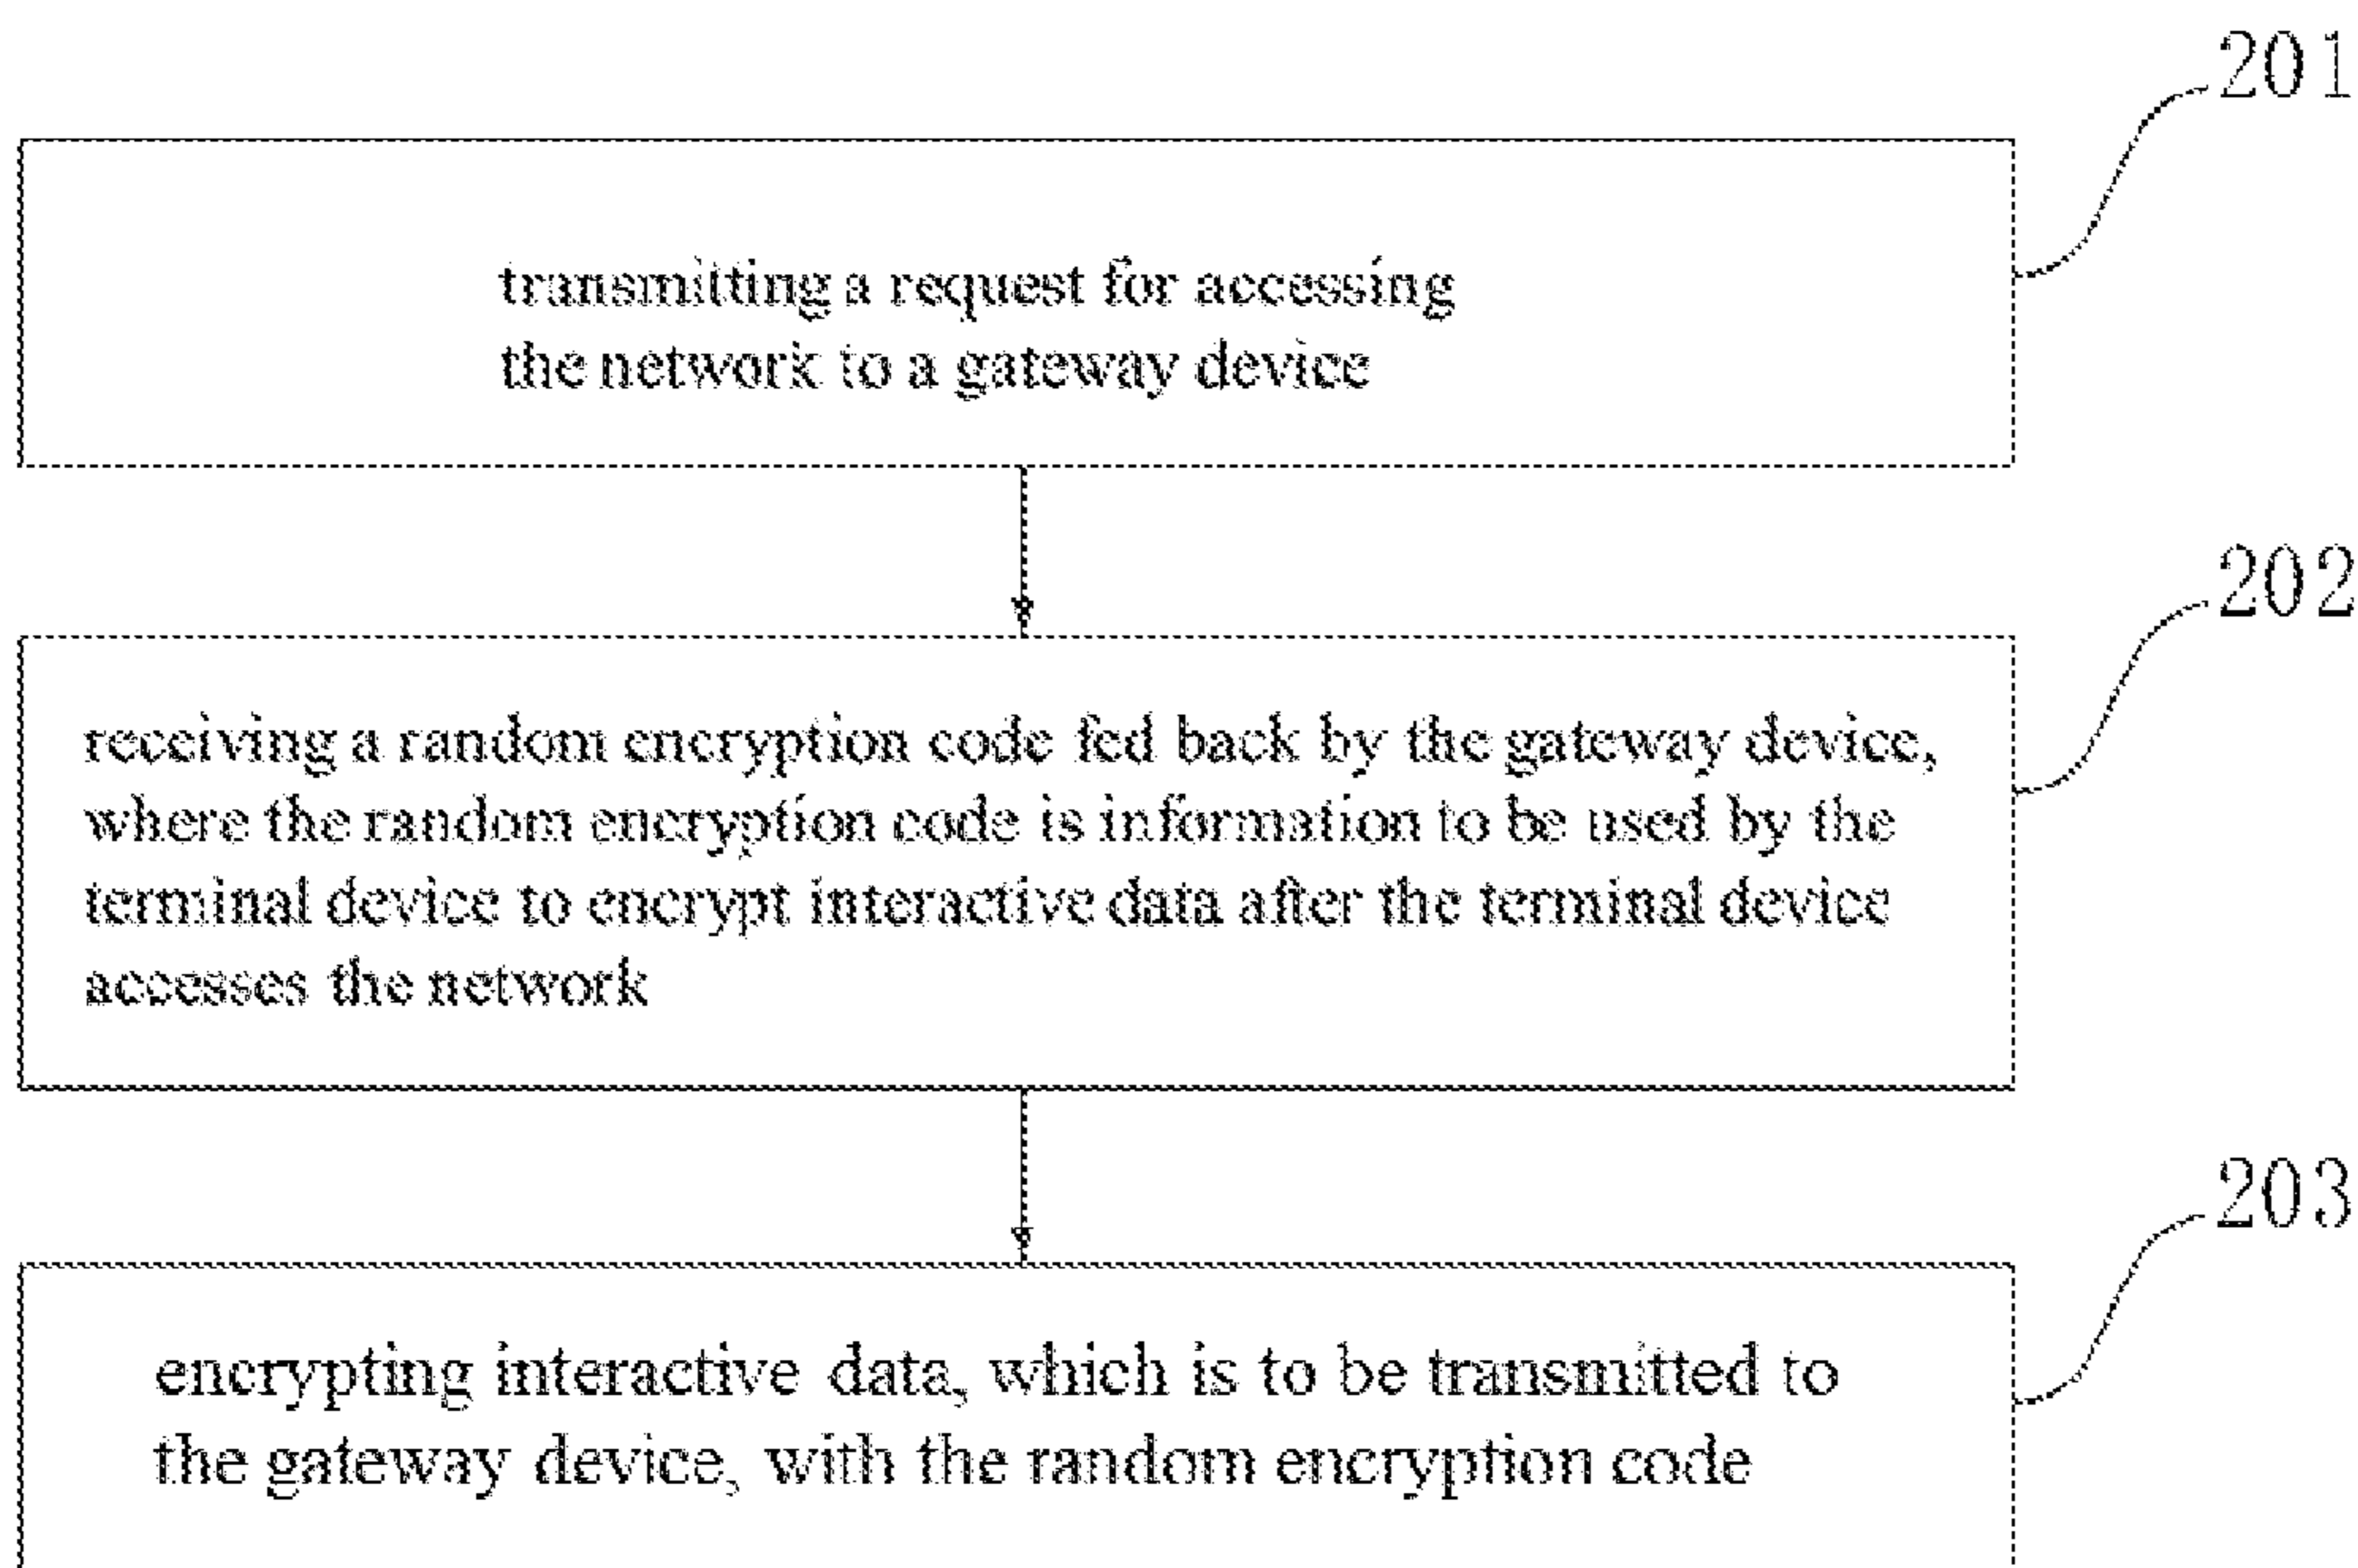 201
transmitting a request for accessing
the network to a gateway device
202
receiving a random encryption code fed back by the gateway device,
where the random encryption code is information to be used by the
terminal device to encrypt interactive data after the terminal device
accesses the network
203
encrypting interactive data, which is to be transmitted to
the gateway device, with the random encryption code